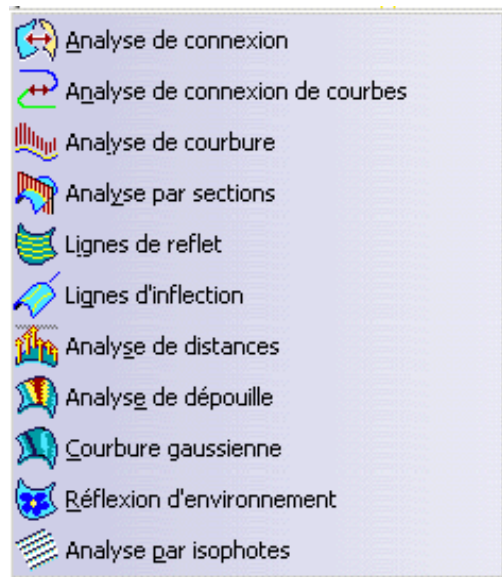 Analyse de connexion
Analyse de connexion de courbes
Analyse de courbure
Analyse par sections
Lignes de reflet
Lignes d'inflection
Analyse de distances
Analyse de dépouille
Courbure gaussienne
Réflexion d'environnement
Analyse par isophotes